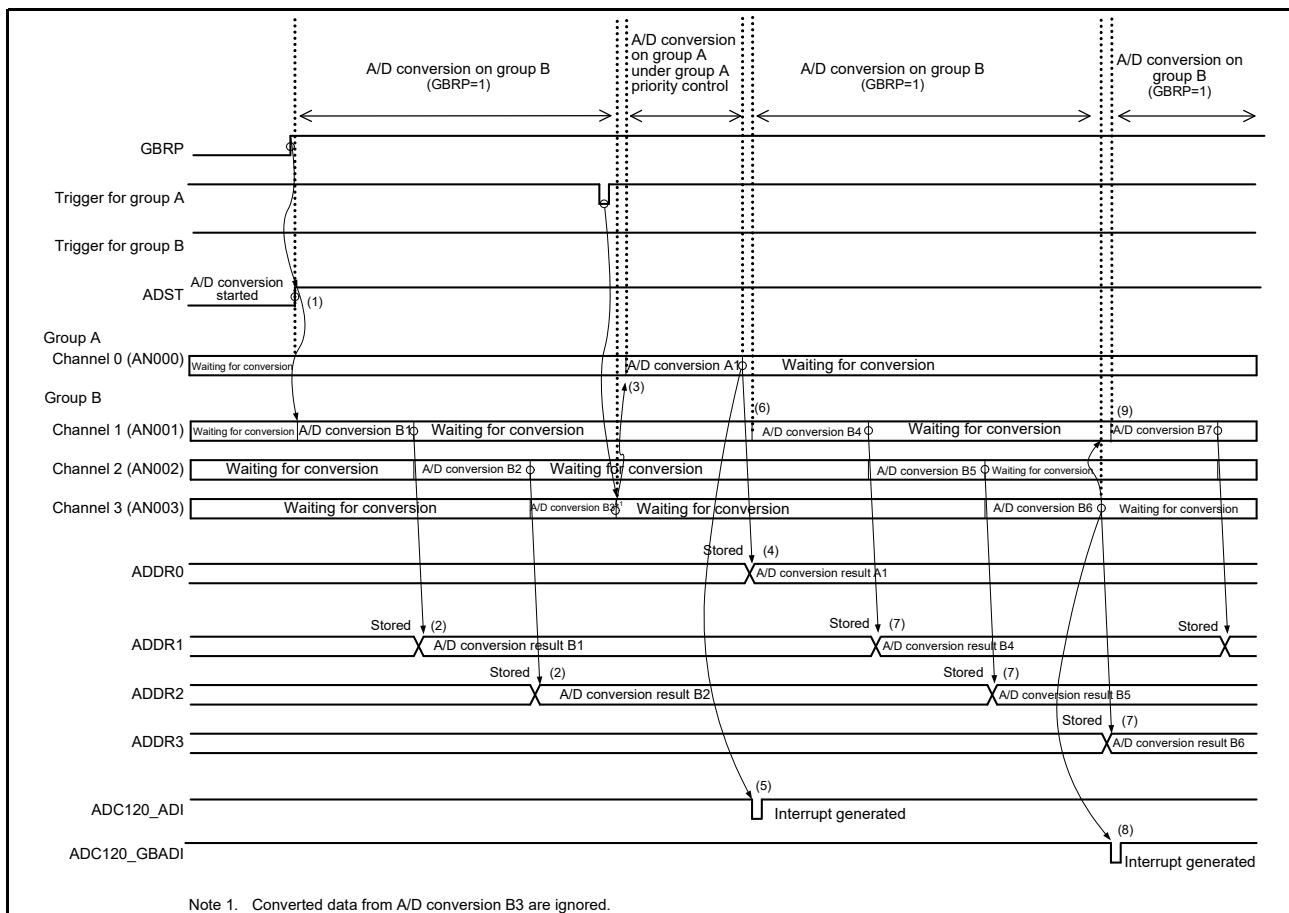 A/D conversion on group B
(GBRP=1)
A/D conversion
on group A
under group A
priority control
A/D conversion on group B
(GBRP=1)
A/D conversion on
group B
(GBRP=1)
GBRP
Trigger for group A
Trigger for group B
A/D conversion
started
ADST
(1)
Group A
Channel 0 (AN000)
Waiting for conversion
A/D conversion A1
Waiting for conversion
(3)
Group B
(6)
(9)
Channel 1 (AN001)
Waiting for conversion
A/D conversion B1
Waiting for conversion
A/D conversion B4
Waiting for conversion
A/D conversion B7
Channel 2 (AN002)
Waiting for conversion
A/D conversion B2
Waiting for conversion
A/D conversion B5
Waiting for conversion
Channel 3 (AN003)
Waiting for conversion
A/D conversion B3*1
Waiting for conversion
A/D conversion B6
Waiting for conversion
Stored (4)
ADDR0
A/D conversion result A1
Stored (2)
Stored (7)
Stored
ADDR1
A/D conversion result B1
A/D conversion result B4
Stored (2)
Stored (7)
ADDR2
A/D conversion result B2
A/D conversion result B5
Stored (7)
ADDR3
A/D conversion result B6
(5)
ADC120_ADI
Interrupt generated
(8)
ADC120_GBADI
Interrupt generated
Note 1. Converted data from A/D conversion B3 are ignored.